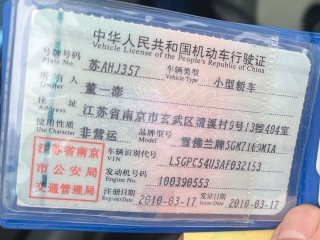 中华人民共和国机动车行驶证
Vehicle License of the People's Republic of China
号牌号码 苏AHJ357 车辆类型 小型轿车
Plate No. Vehicle Type
所有人 董一澎
Owner
住址 江苏省南京市玄武区清溪村9号13幢404室
Address
使用性质 非营运 品牌型号 雪佛兰牌SGM7169MTA
Model
江苏省南京市公安局交通管理局
车辆识别代号 LSGPC54U3AF032153
VIN
发动机号码 100390553
Engine No.
注册日期 2010-03-17 发证日期 2010-03-17
Register Date Issue Date